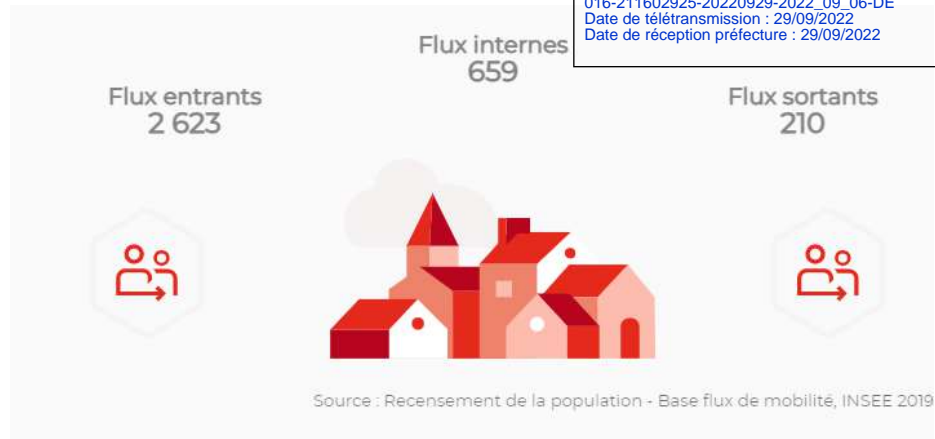 016-211602925-20220929-2022_09_06-DE
Date de télétransmission : 29/09/2022
Date de réception préfecture : 29/09/2022
Flux internes
659
Flux entrants
2 623
Flux sortants
210
Source : Recensement de la population - Base flux de mobilité, INSEE 2019